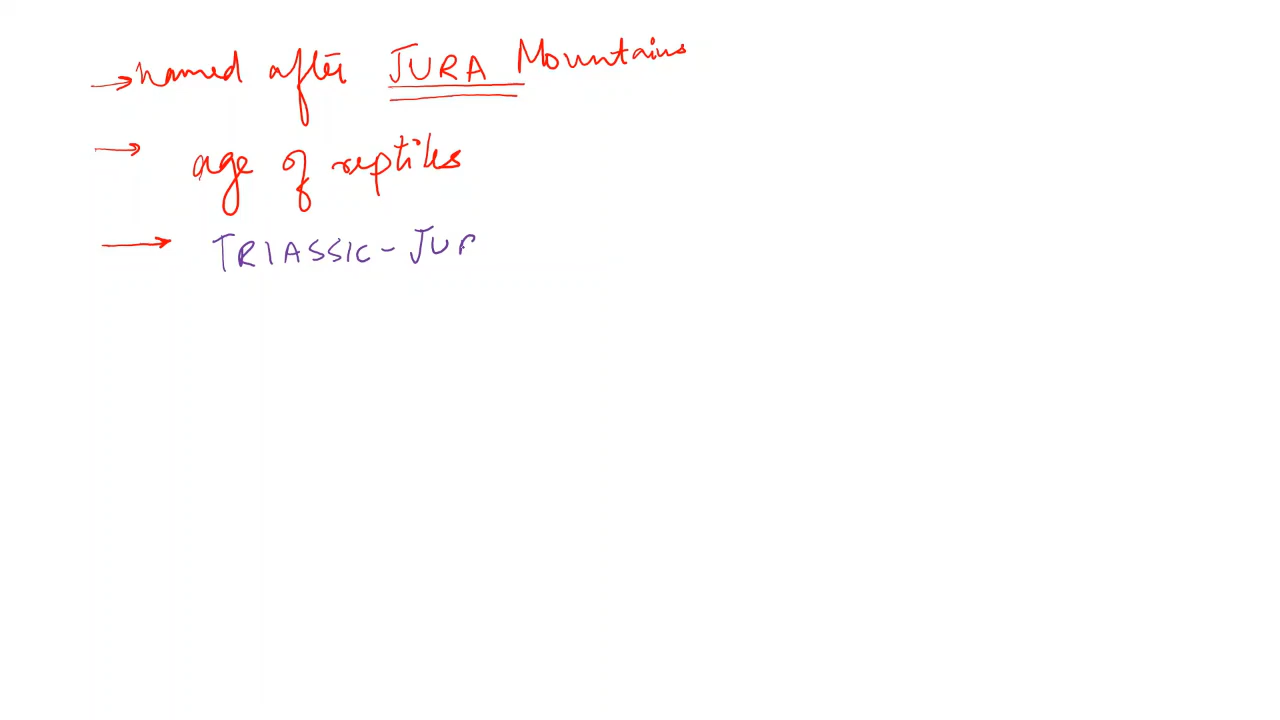 → named after JURA Mountains
→ age of reptiles
→ TRIASSIC - JUR